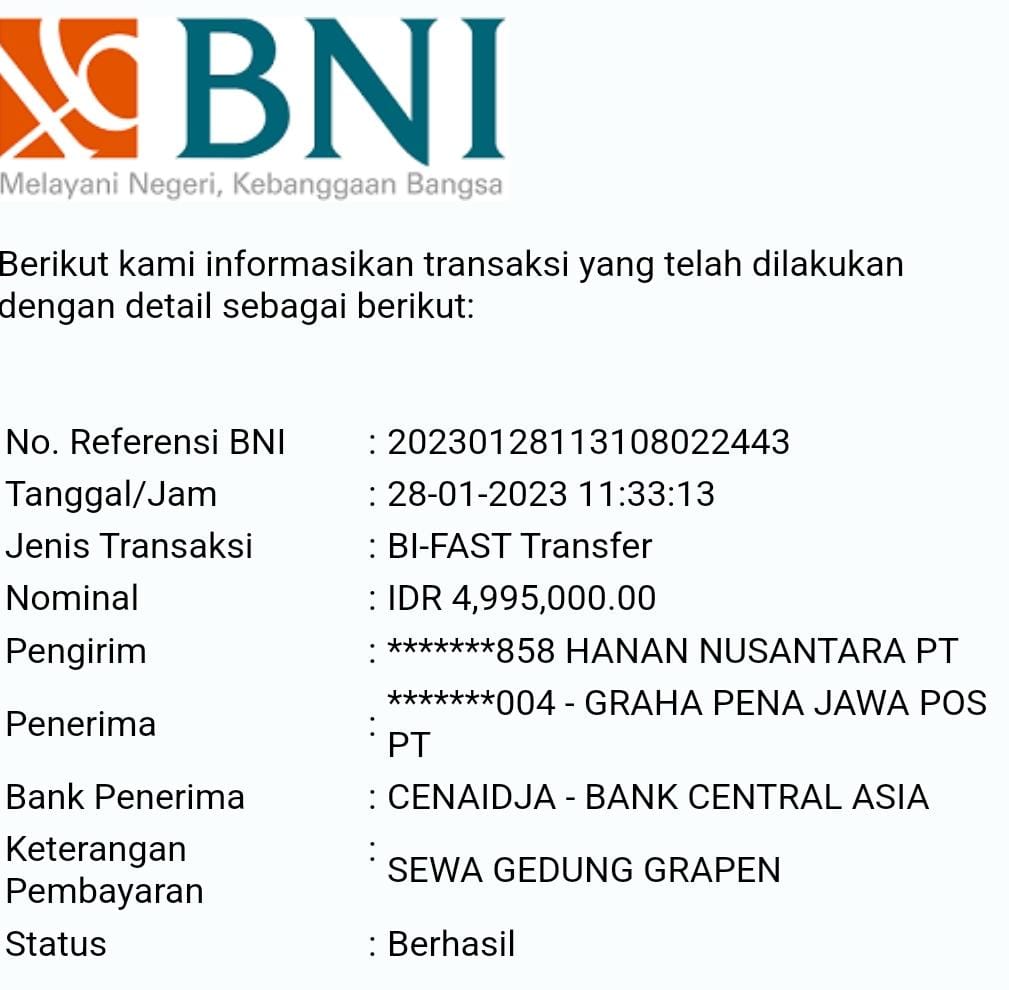 BNI
Melayani Negeri, Kebanggaan Bangsa
Berikut kami informasikan transaksi yang telah dilakukan
dengan detail sebagai berikut:
No. Referensi BNI : 20230128113108022443
Tanggal/Jam : 28-01-2023 11:33:13
Jenis Transaksi : BI-FAST Transfer
Nominal : IDR 4,995,000.00
Pengirim : *******858 HANAN NUSANTARA PT
Penerima : *******004 - GRAHA PENA JAWA POS
PT
Bank Penerima : CENAIDJA - BANK CENTRAL ASIA
Keterangan
Pembayaran : SEWA GEDUNG GRAPEN
Status : Berhasil